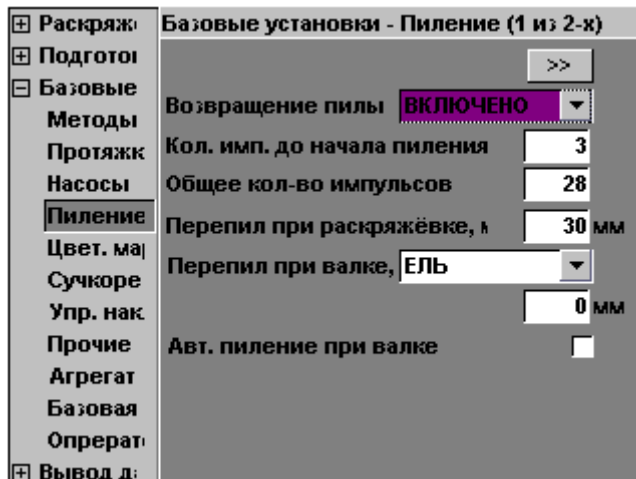 Раскряж
Подготов
Базовые
Методы
Протяжк
Насосы
Пиление
Цвет. мар
Сучкоре
Упр. нак
Прочие
Агрегат
Базовая
Опрерат
Вывод д
Базовые установки - Пиление (1 из 2-х)
>>
Возвращение пилы ВКЛЮЧЕНО
Кол. имп. до начала пиления 3
Общее кол-во импульсов 28
Перепил при раскряжёвке, м 30 мм
Перепил при валке, ЕЛЬ
0 мм
Авт. пиление при валке